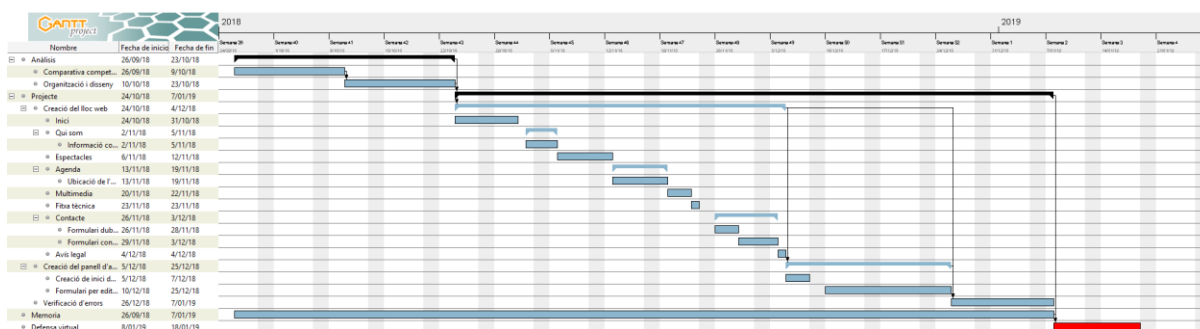 GANTT
project
2018
2019
Nombre Fecha de inicio Fecha de fin
Semana 39 Semana 40 Semana 41 Semana 42 Semana 43 Semana 44 Semana 45 Semana 46 Semana 47 Semana 48 Semana 49 Semana 50 Semana 51 Semana 52 Semana 1 Semana 2 Semana 3 Semana 4
Análisis 26/09/18 23/10/18
Comparativa compet... 26/09/18 9/10/18
Organització i disseny 10/10/18 23/10/18
Projecte 24/10/18 7/01/19
Creació del lloc web 24/10/18 4/12/18
Inici 24/10/18 31/10/18
Qui som 2/11/18 5/11/18
Informació co... 2/11/18 5/11/18
Espectacles 6/11/18 12/11/18
Agenda 13/11/18 19/11/18
Ubicació de l'... 13/11/18 19/11/18
Multimedia 20/11/18 22/11/18
Fitxa tècnica 23/11/18 23/11/18
Contacte 26/11/18 3/12/18
Formulari dub... 26/11/18 28/11/18
Formulari con... 29/11/18 3/12/18
Avís legal 4/12/18 4/12/18
Creació del panell d'a... 5/12/18 25/12/18
Creación de inici d... 5/12/18 7/12/18
Formulari per edit... 10/12/18 25/12/18
Verificació d'errors 26/12/18 7/01/19
Memoria 26/09/18 7/01/19
Defensa virtual 8/01/19 18/01/19